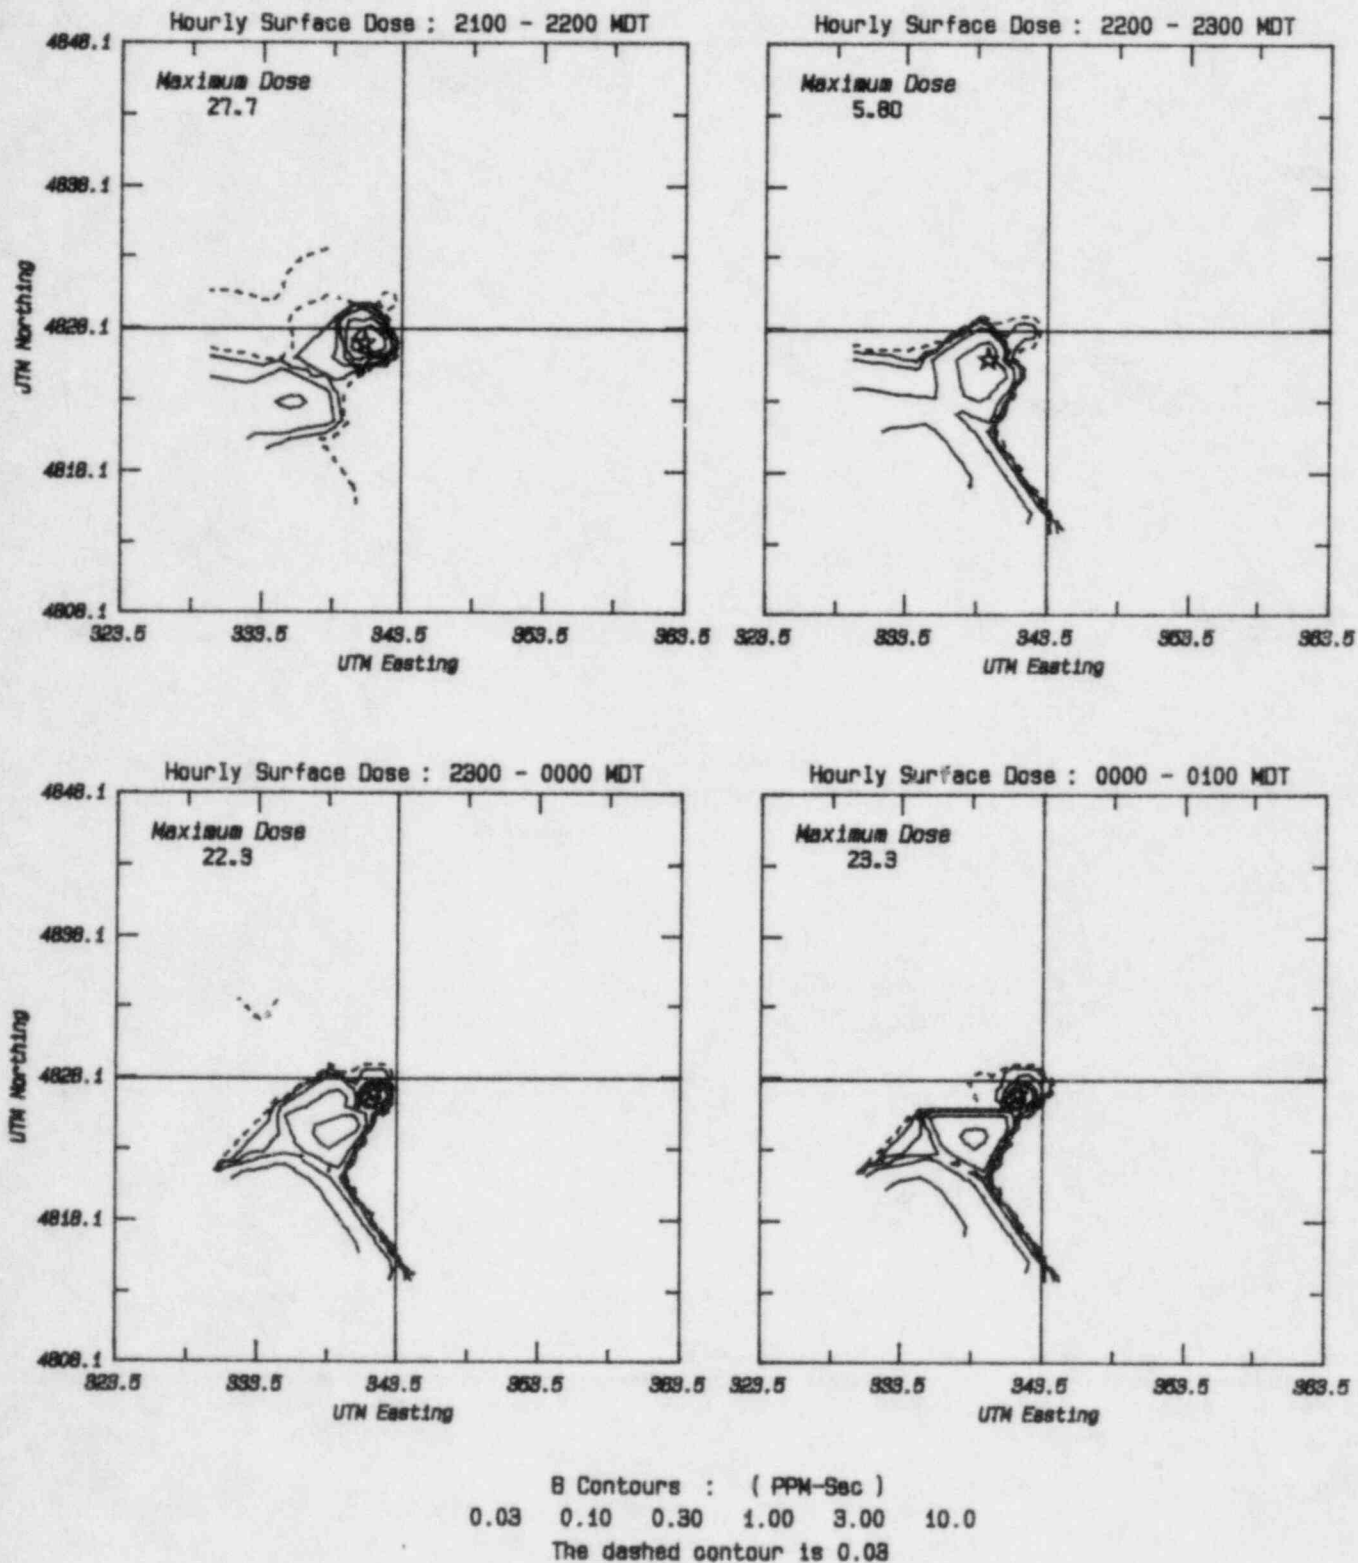 Hourly Surface Dose : 2100 - 2200 MDT
Maximum Dose
27.7
4848.1
4838.1
4828.1
4818.1
4808.1
UTM Northing
323.5 333.5 343.5 353.5 363.5
UTM Easting
Hourly Surface Dose : 2200 - 2300 MDT
Maximum Dose
5.80
323.5 333.5 343.5 353.5 363.5
UTM Easting
Hourly Surface Dose : 2300 - 0000 MDT
Maximum Dose
22.3
4848.1
4838.1
4828.1
4818.1
4808.1
UTM Northing
323.5 333.5 343.5 353.5 363.5
UTM Easting
Hourly Surface Dose : 0000 - 0100 MDT
Maximum Dose
23.3
323.5 333.5 343.5 353.5 363.5
UTM Easting
6 Contours : ( PPM-Sec )
0.03 0.10 0.30 1.00 3.00 10.0
The dashed contour is 0.03